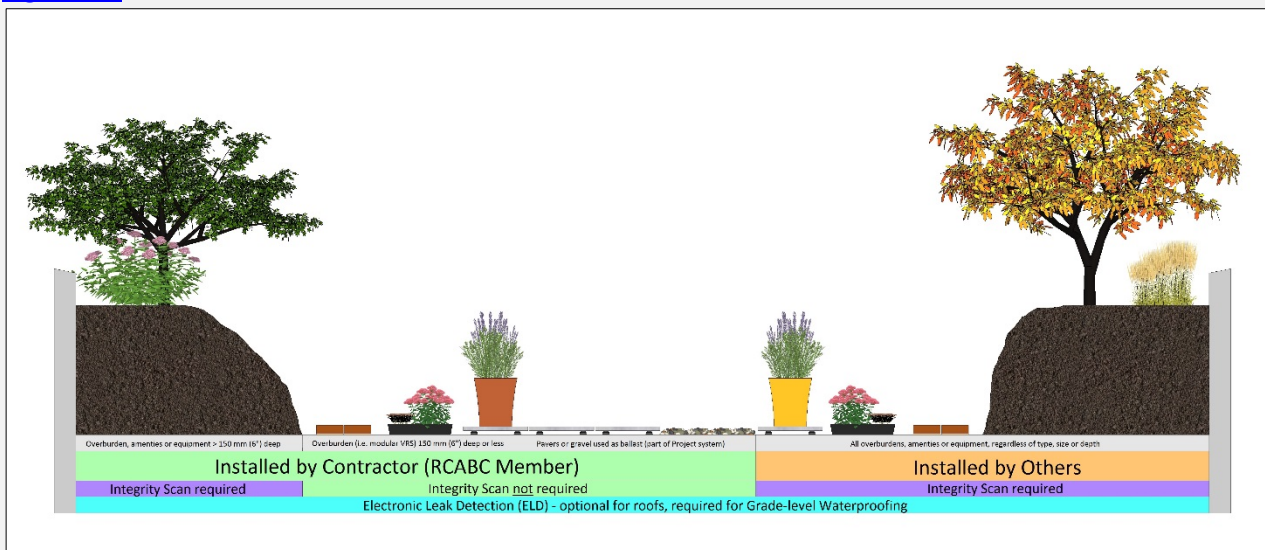 Overburden, amenties or equipment > 150 mm (6") deep
Overburden (i.e. modular VRS) 150 mm (6") deep or less
Pavers or gravel used as ballast (part of Project system)
All overburdens, amenties or equipment, regardless of type, size or depth
Installed by Contractor (RCABC Member)
Installed by Others
Integrity Scan required
Integrity Scan not required
Integrity Scan required
Electronic Leak Detection (ELD) - optional for roofs, required for Grade-level Waterproofing